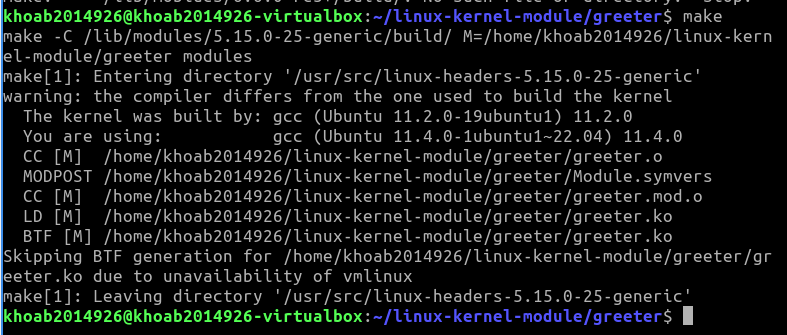 khoab2014926@khoab2014926-virtualbox:~/linux-kernel-module/greeter$ make
make -C /lib/modules/5.15.0-25-generic/build/ M=/home/khoab2014926/linux-kern
el-module/greeter modules
make[1]: Entering directory '/usr/src/linux-headers-5.15.0-25-generic'
warning: the compiler differs from the one used to build the kernel
  The kernel was built by: gcc (Ubuntu 11.2.0-19ubuntu1) 11.2.0
  You are using:           gcc (Ubuntu 11.4.0-1ubuntu1~22.04) 11.4.0
  CC [M]  /home/khoab2014926/linux-kernel-module/greeter/greeter.o
  MODPOST /home/khoab2014926/linux-kernel-module/greeter/Module.symvers
  CC [M]  /home/khoab2014926/linux-kernel-module/greeter/greeter.mod.o
  LD [M]  /home/khoab2014926/linux-kernel-module/greeter/greeter.ko
  BTF [M] /home/khoab2014926/linux-kernel-module/greeter/greeter.ko
Skipping BTF generation for /home/khoab2014926/linux-kernel-module/greeter/gr
eeter.ko due to unavailability of vmlinux
make[1]: Leaving directory '/usr/src/linux-headers-5.15.0-25-generic'
khoab2014926@khoab2014926-virtualbox:~/linux-kernel-module/greeter$